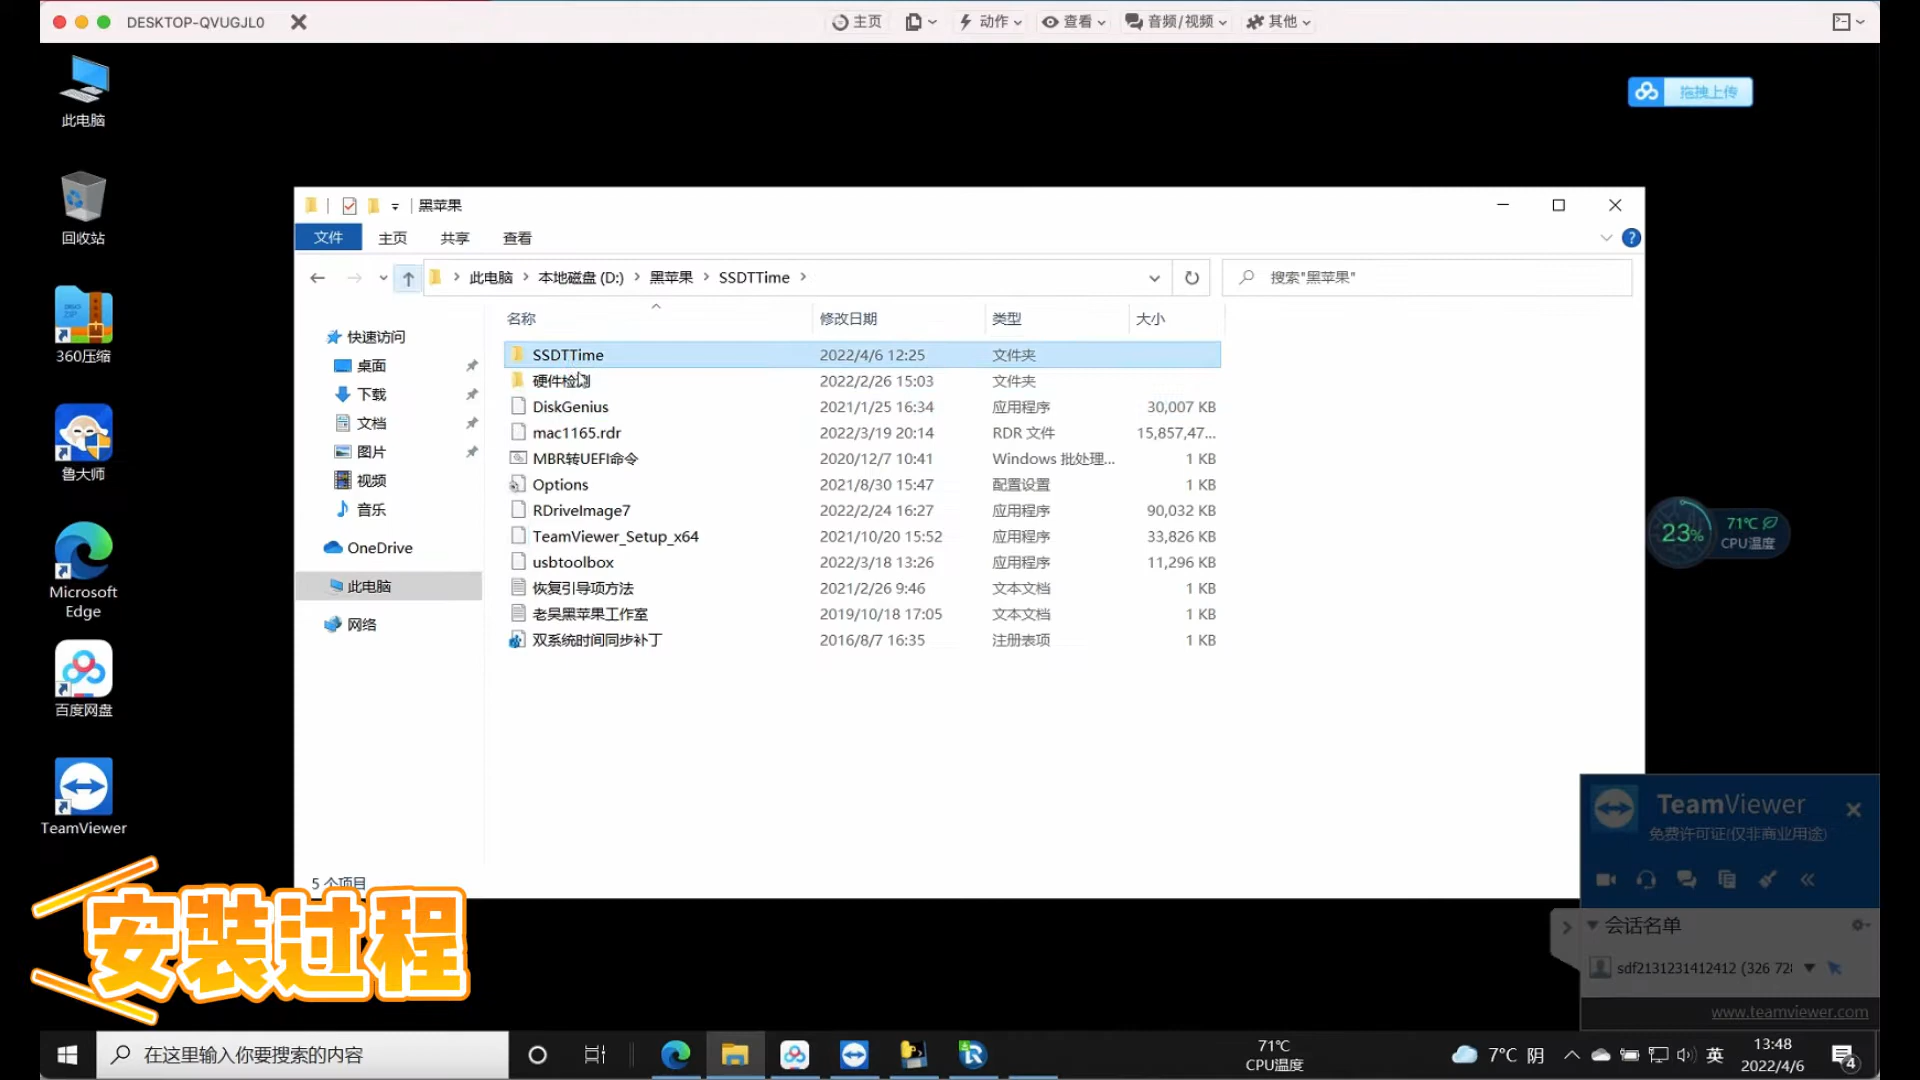 DESKTOP-QVUGJL0
主页
动作
查看
音频/视频
其他
此电脑
回收站
360压缩
鲁大师
Microsoft
Edge
百度网盘
TeamViewer
拖拽上传
黑苹果
文件 主页 共享 查看
此电脑 本地磁盘 (D:) 黑苹果 SSDTTime
搜索"黑苹果"
快速访问
桌面
下载
文档
图片
视频
音乐
OneDrive
此电脑
网络
名称 修改日期 类型 大小
SSDTTime 2022/4/6 12:25 文件夹
硬件检测 2022/2/26 15:03 文件夹
DiskGenius 2021/1/25 16:34 应用程序 30,007 KB
mac1165.rdr 2022/3/19 20:14 RDR 文件 15,857,47...
MBR转UEFI命令 2020/12/7 10:41 Windows 批处理... 1 KB
Options 2021/8/30 15:47 配置设置 1 KB
RDriveImage7 2022/2/24 16:27 应用程序 90,032 KB
TeamViewer_Setup_x64 2021/10/20 15:52 应用程序 33,826 KB
usbtoolbox 2022/3/18 13:26 应用程序 11,296 KB
恢复引导项方法 2021/2/26 9:46 文本文档 1 KB
老吴黑苹果工作室 2019/10/18 17:05 文本文档 1 KB
双系统时间同步补丁 2016/8/7 16:35 注册表项 1 KB
5 个项目
23%
71℃
CPU温度
TeamViewer
免费许可证(仅非商业用途)
会话名单
sdf2131231412412 (326 728
www.teamviewer.com
安装过程
在这里输入你要搜索的内容
71℃
CPU温度
7°C 阴
英
13:48
2022/4/6
4